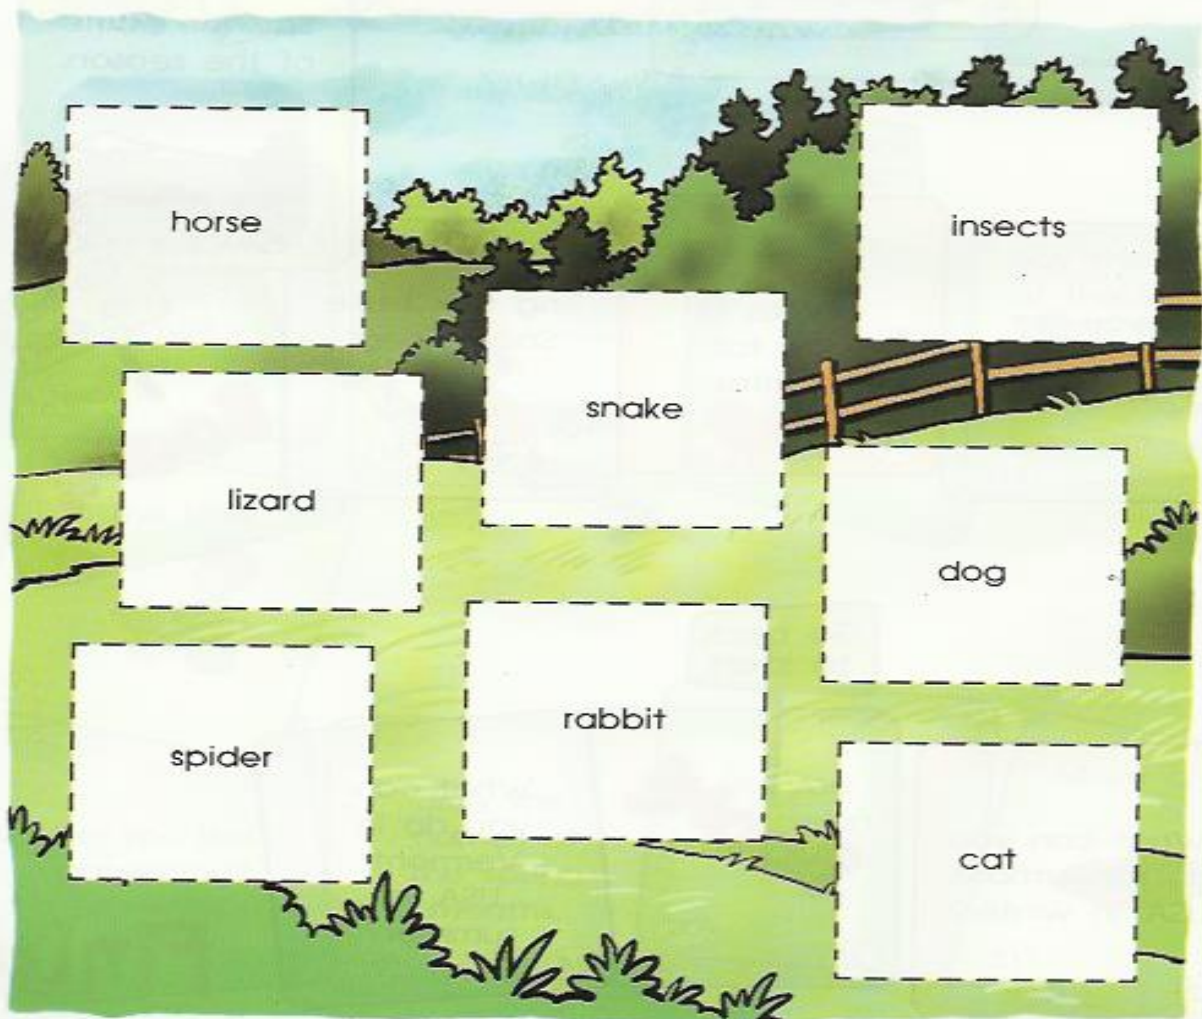 horse
insects
snake
lizard
dog
rabbit
spider
cat